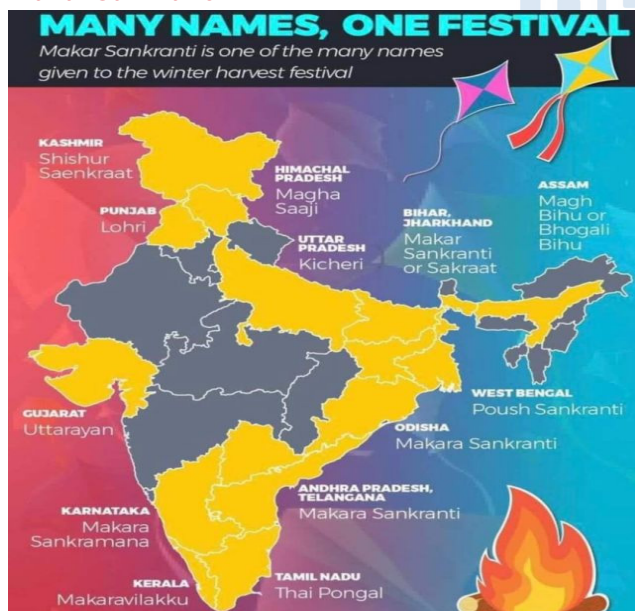 MANY NAMES, ONE FESTIVAL
Makar Sankranti is one of the many names
given to the winter harvest festival
KASHMIR
Shishur
Saenkraat
HIMACHAL
PRADESH
Magha
Saaji
PUNJAB
Lohri
UTTAR
PRADESH
Kicheri
BIHAR,
JHARKHAND
Makar
Sankranti
or Sakraat
ASSAM
Magh
Bihu or
Bhogali
Bihu
GUJARAT
Uttarayan
WEST BENGAL
Poush Sankranti
ODISHA
Makara Sankranti
ANDHRA PRADESH,
TELANGANA
Makara Sankranti
KARNATAKA
Makara
Sankramana
KERALA
Makaravilakku
TAMIL NADU
Thai Pongal